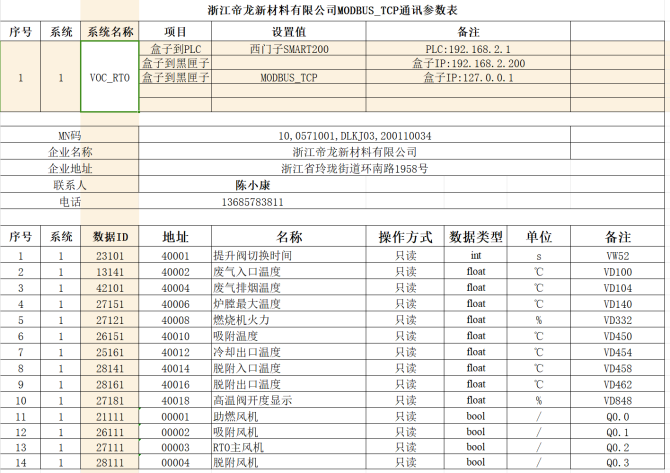 浙江帝龙新材料有限公司MODBUS_TCP通讯参数表
序号 系统 系统名称 项目 设置值 备注
1 1 VOC_RTO 盒子到PLC 西门子SMART200 PLC:192.168.2.1
盒子到黑匣子 盒子IP:192.168.2.200
盒子到黑匣子 MODBUS_TCP 盒子IP:127.0.0.1
MN码 10,0571001,DLKJ03,200110034
企业名称 浙江帝龙新材料有限公司
企业地址 浙江省玲珑街道环南路1958号
联系人 陈小康
电话 13685783811
序号 系统 数据ID 地址 名称 操作方式 数据类型 单位 备注
1 1 23101 40001 提升阀切换时间 只读 int s VW52
2 1 13141 40002 废气入口温度 只读 float ℃ VD100
3 1 42101 40004 废气排烟温度 只读 float ℃ VD104
4 1 27151 40006 炉膛最大温度 只读 float ℃ VD140
5 1 27121 40008 燃烧机火力 只读 float % VD332
6 1 26151 40010 吸附温度 只读 float ℃ VD450
7 1 25161 40012 冷却出口温度 只读 float ℃ VD454
8 1 28141 40014 脱附入口温度 只读 float ℃ VD458
9 1 28161 40016 脱附出口温度 只读 float ℃ VD462
10 1 27181 40018 高温阀开度显示 只读 float % VD848
11 1 21111 00001 助燃风机 只读 bool / Q0.0
12 1 26111 00002 吸附风机 只读 bool / Q0.1
13 1 27111 00003 RTO主风机 只读 bool / Q0.2
14 1 28111 00004 脱附风机 只读 bool / Q0.3